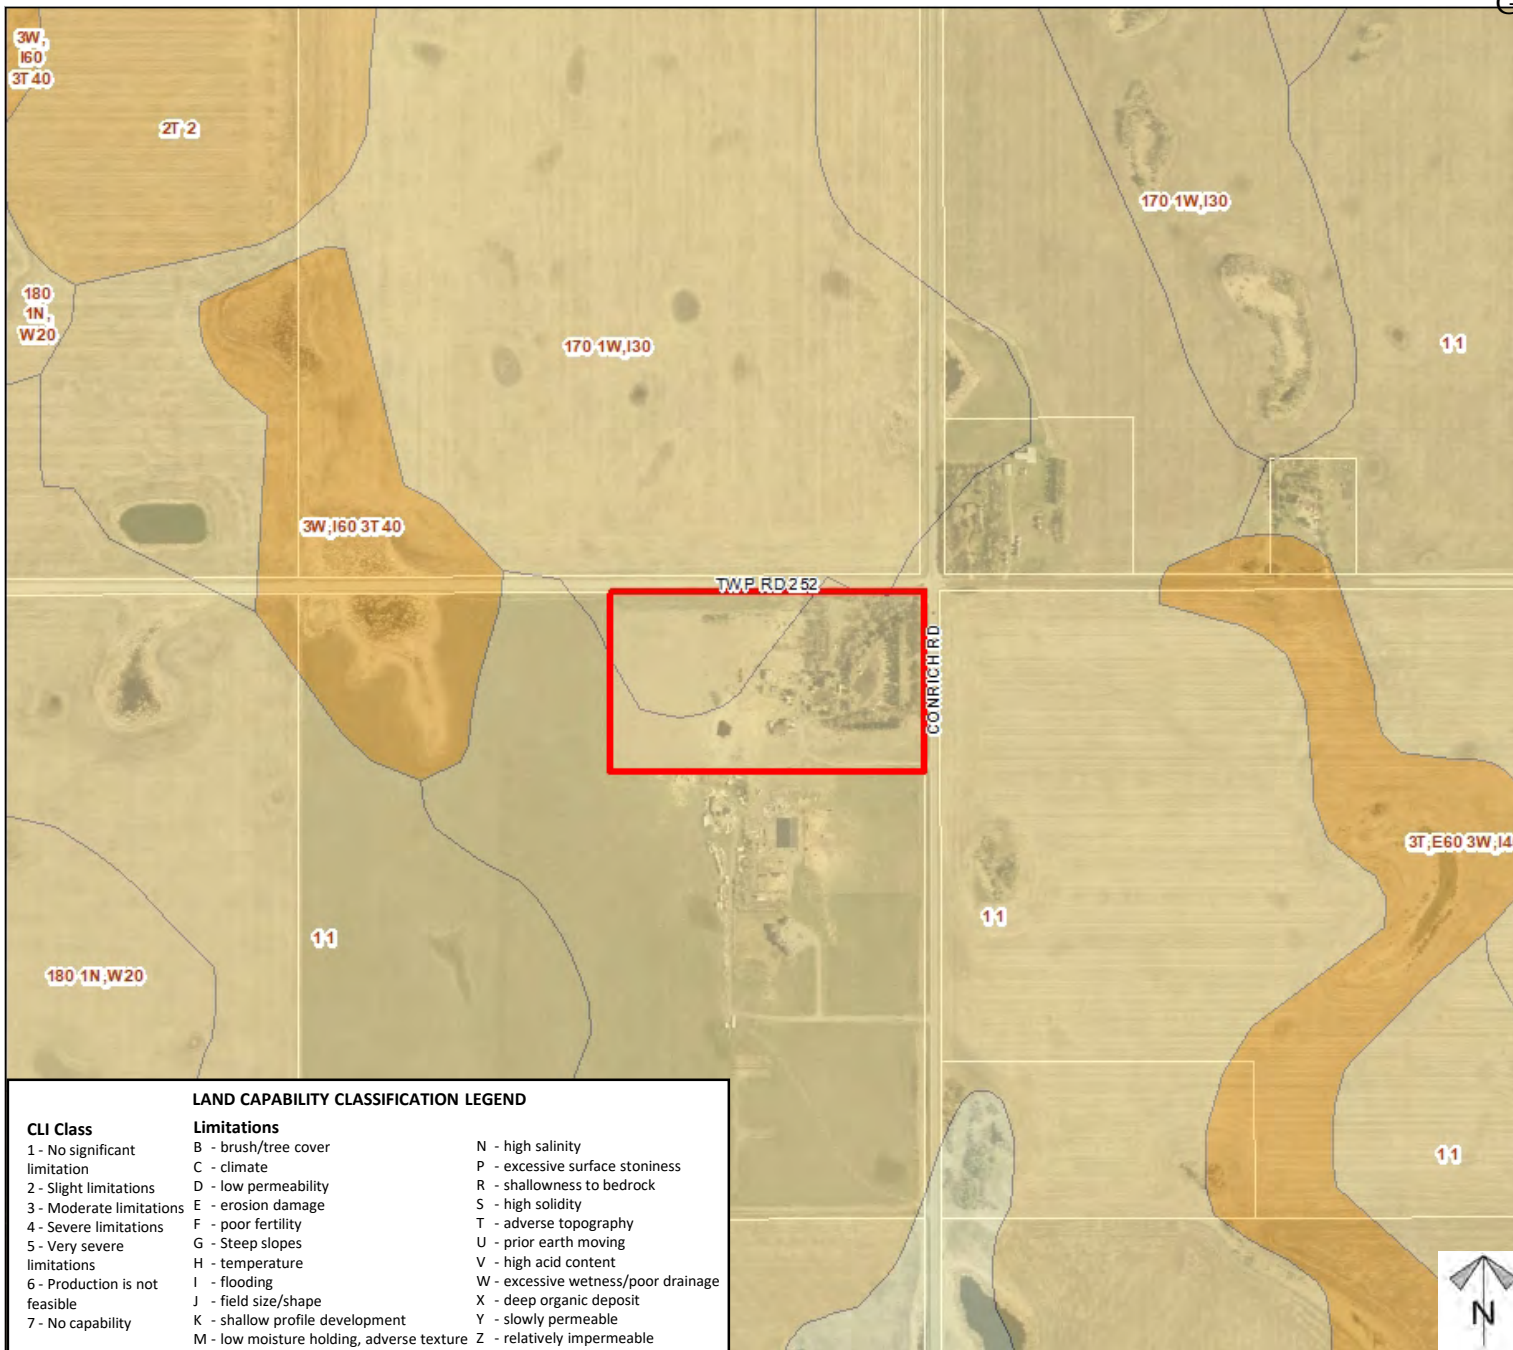 3W,
I60
3T 40
2T 2
170 1W,I30
180
1N,
W20
170 1W,I30
1 1
3W,I60 3T 40
TWP RD 252
CONRICH RD
3T,E60 3W,I4
1 1
1 1
180 1N,W20
1 1
LAND CAPABILITY CLASSIFICATION LEGEND
CLI Class
1 - No significant
limitation
2 - Slight limitations
3 - Moderate limitations
4 - Severe limitations
5 - Very severe
limitations
6 - Production is not
feasible
7 - No capability
Limitations
B - brush/tree cover
C - climate
D - low permeability
E - erosion damage
F - poor fertility
G - Steep slopes
H - temperature
I - flooding
J - field size/shape
K - shallow profile development
M - low moisture holding, adverse texture
N - high salinity
P - excessive surface stoniness
R - shallowness to bedrock
S - high solidity
T - adverse topography
U - prior earth moving
V - high acid content
W - excessive wetness/poor drainage
X - deep organic deposit
Y - slowly permeable
Z - relatively impermeable
N